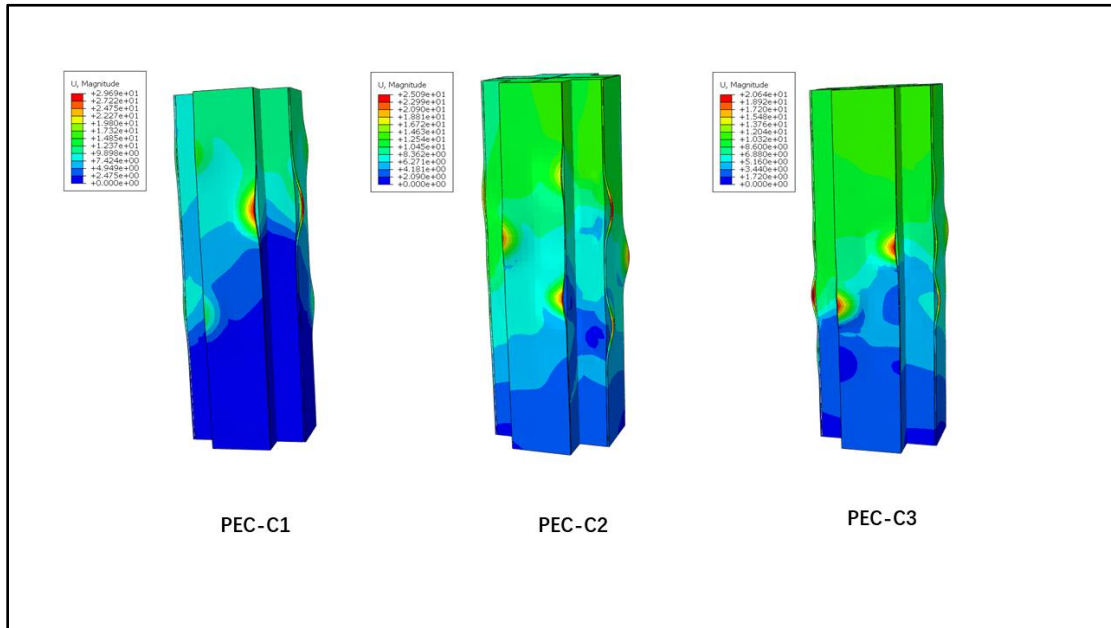 U, Magnitude
+2.969e+01
+2.722e+01
+2.475e+01
+2.227e+01
+1.980e+01
+1.732e+01
+1.485e+01
+1.237e+01
+9.898e+00
+7.424e+00
+4.949e+00
+2.475e+00
+0.000e+00
U, Magnitude
+2.509e+01
+2.299e+01
+2.090e+01
+1.881e+01
+1.672e+01
+1.463e+01
+1.254e+01
+1.045e+01
+8.362e+00
+6.271e+00
+4.181e+00
+2.090e+00
+0.000e+00
U, Magnitude
+2.064e+01
+1.892e+01
+1.720e+01
+1.548e+01
+1.376e+01
+1.204e+01
+1.032e+01
+8.600e+00
+6.880e+00
+5.160e+00
+3.440e+00
+1.720e+00
+0.000e+00
PEC-C1
PEC-C2
PEC-C3